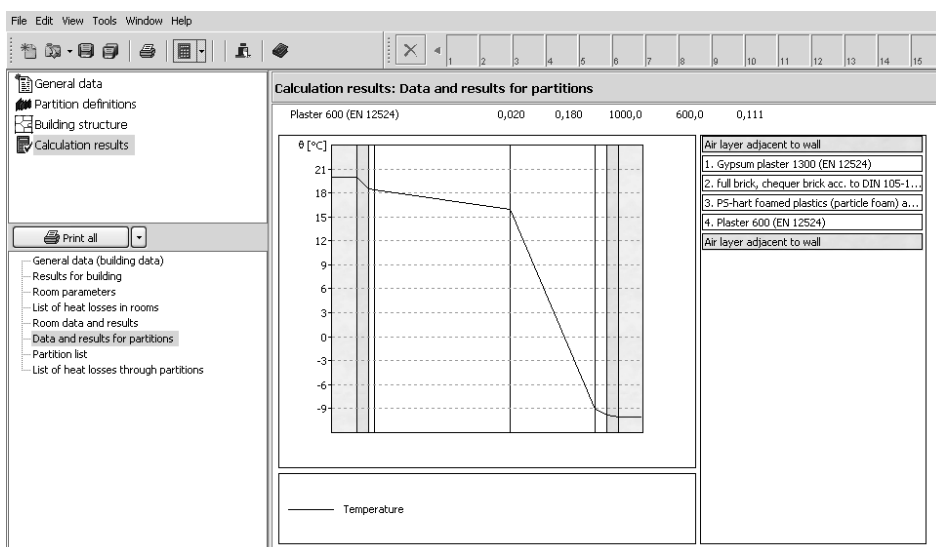 File Edit View Tools Window Help
1 2 3 4 5 6 7 8 9 10 11 12 13 14 15
General data
Partition definitions
Building structure
Calculation results
Print all
General data (building data)
Results for building
Room parameters
List of heat losses in rooms
Room data and results
Data and results for partitions
Partition list
List of heat losses through partitions
Calculation results: Data and results for partitions
Plaster 600 (EN 12524) 0,020 0,180 1000,0 600,0 0,111
θ [°C]
21
18
15
12
9
6
3
0
-3
-6
-9
Temperature
Air layer adjacent to wall
1. Gypsum plaster 1300 (EN 12524)
2. full brick, chequer brick acc. to DIN 105-1...
3. PS-hart foamed plastics (particle foam) a...
4. Plaster 600 (EN 12524)
Air layer adjacent to wall